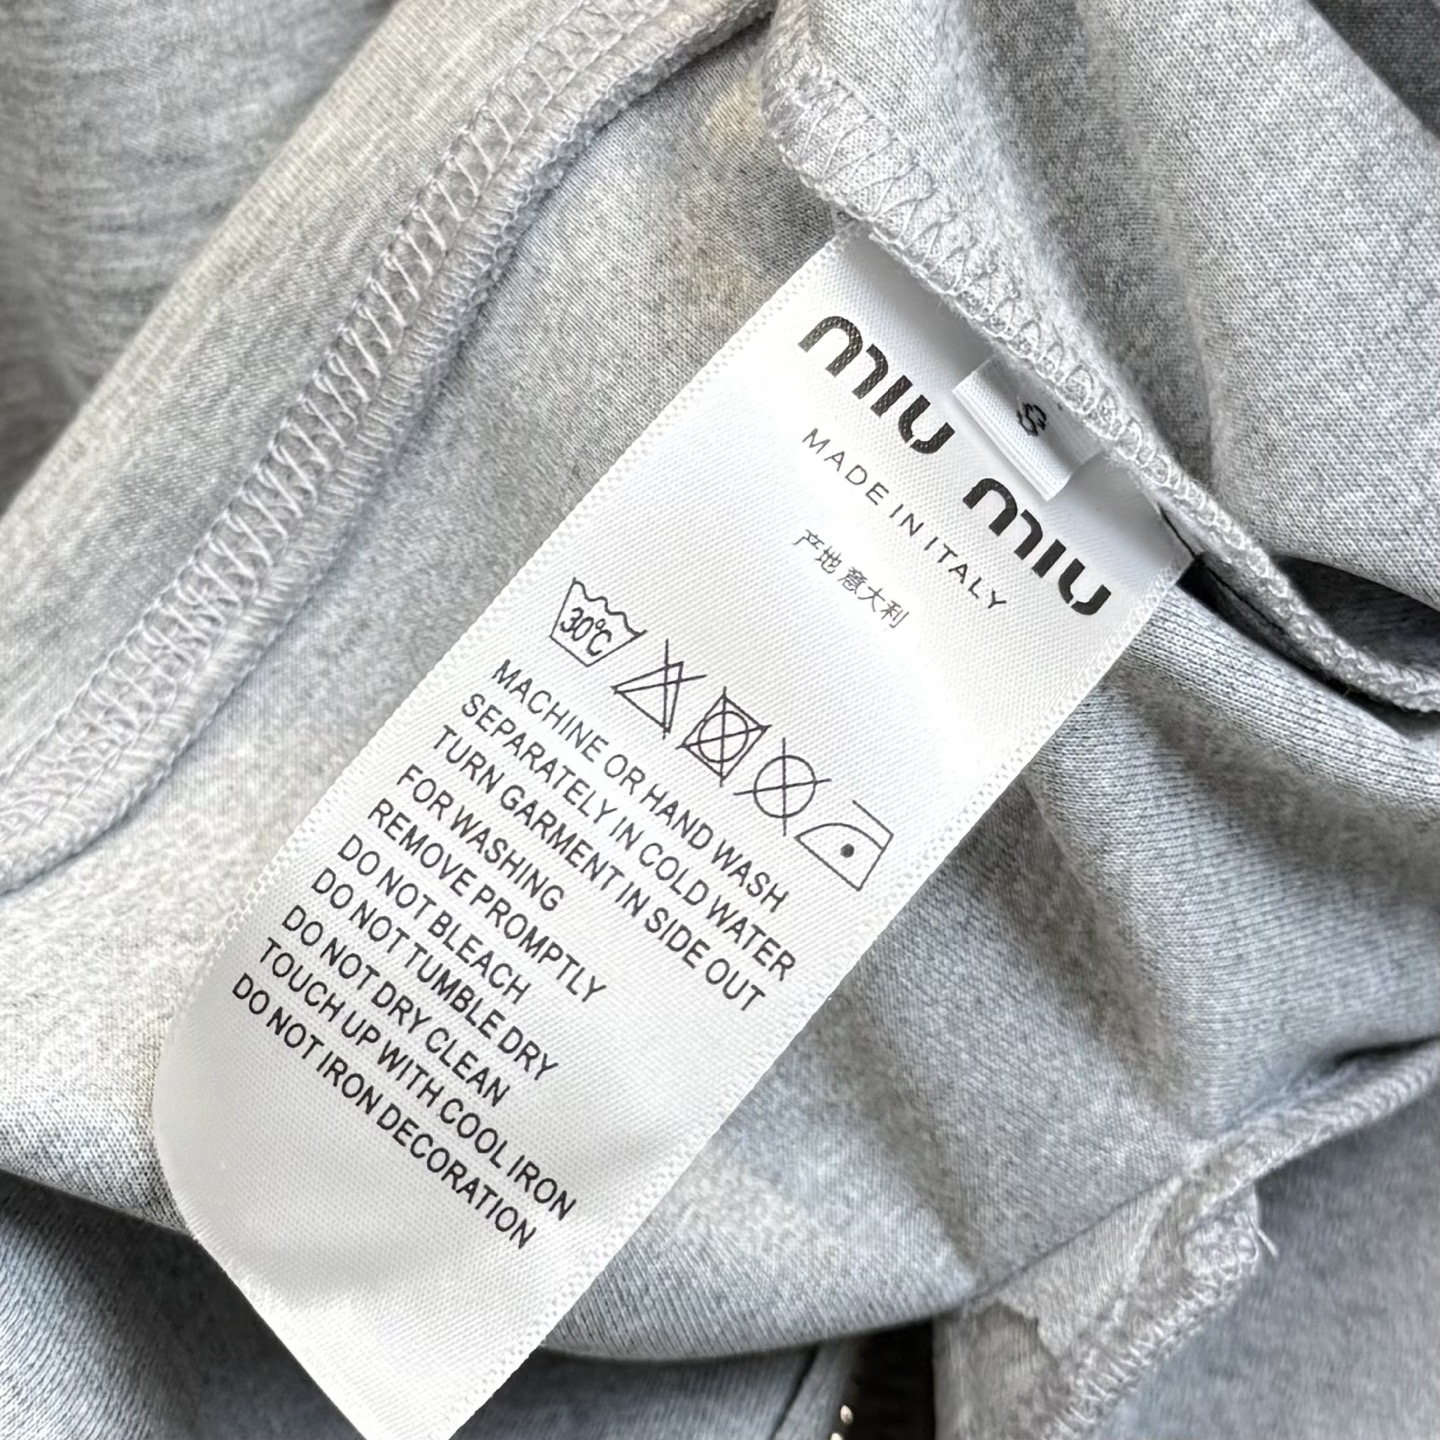 MIU MIU
S
MADE IN ITALY
产地 意大利
30°C
MACHINE OR HAND WASH
SEPARATELY IN COLD WATER
TURN GARMENT IN SIDE OUT
FOR WASHING
REMOVE PROMPTLY
DO NOT BLEACH
DO NOT TUMBLE DRY
DO NOT DRY CLEAN
TOUCH UP WITH COOL IRON
DO NOT IRON DECORATION